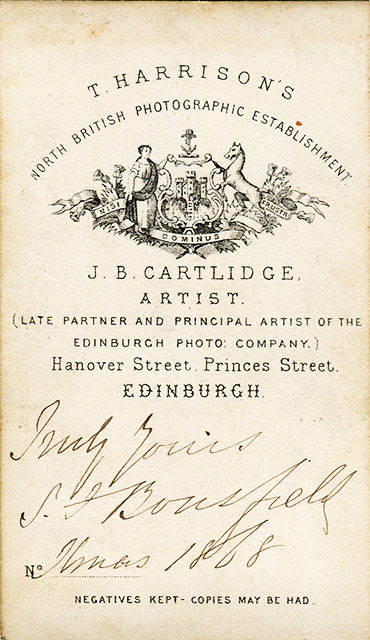 T. HARRISON'S
NORTH BRITISH PHOTOGRAPHIC ESTABLISHMENT.
NISI DOMINUS FRUSTRA
J. B. CARTLIDGE,
ARTIST.
(LATE PARTNER AND PRINCIPAL ARTIST OF THE
EDINBURGH PHOTO: COMPANY.)
Hanover Street, Princes Street.
EDINBURGH.
Truly Yours
S. F Bousfield
No Xmas 1868
NEGATIVES KEPT - COPIES MAY BE HAD.